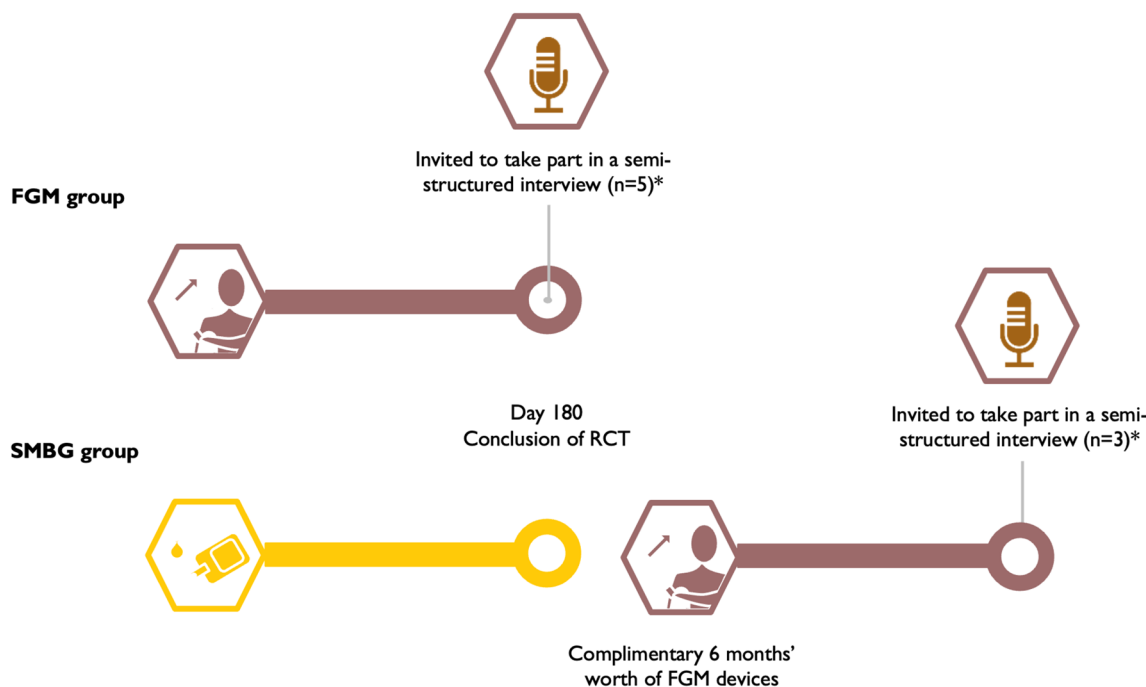 Invited to take part in a semi-
structured interview (n=5)*
FGM group
Day 180
Conclusion of RCT
Invited to take part in a semi-
structured interview (n=3)*
SMBG group
Complimentary 6 months’
worth of FGM devices